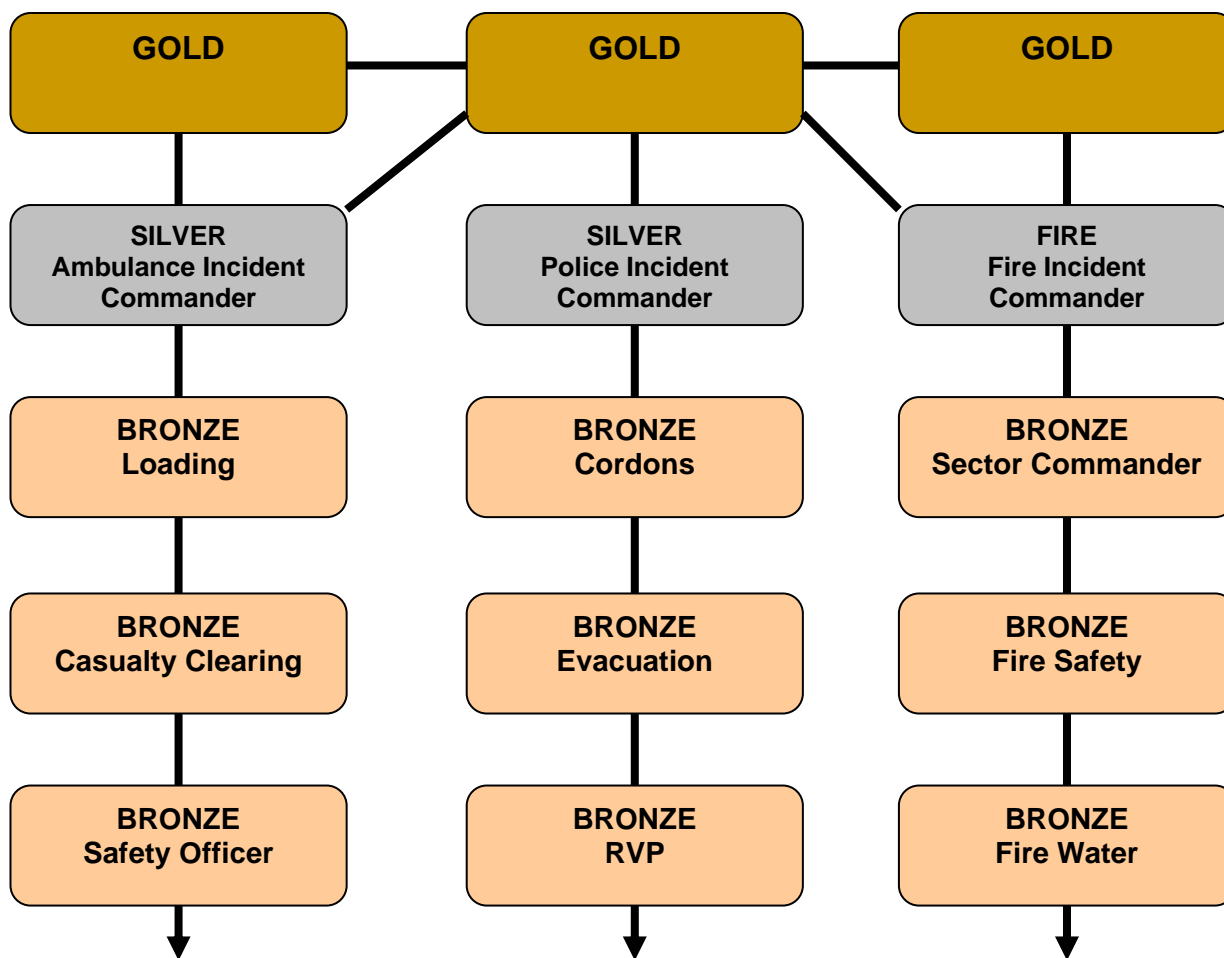 GOLD
GOLD
GOLD
SILVER
Ambulance Incident
Commander
SILVER
Police Incident
Commander
FIRE
Fire Incident
Commander
BRONZE
Loading
BRONZE
Cordons
BRONZE
Sector Commander
BRONZE
Casualty Clearing
BRONZE
Evacuation
BRONZE
Fire Safety
BRONZE
Safety Officer
BRONZE
RVP
BRONZE
Fire Water